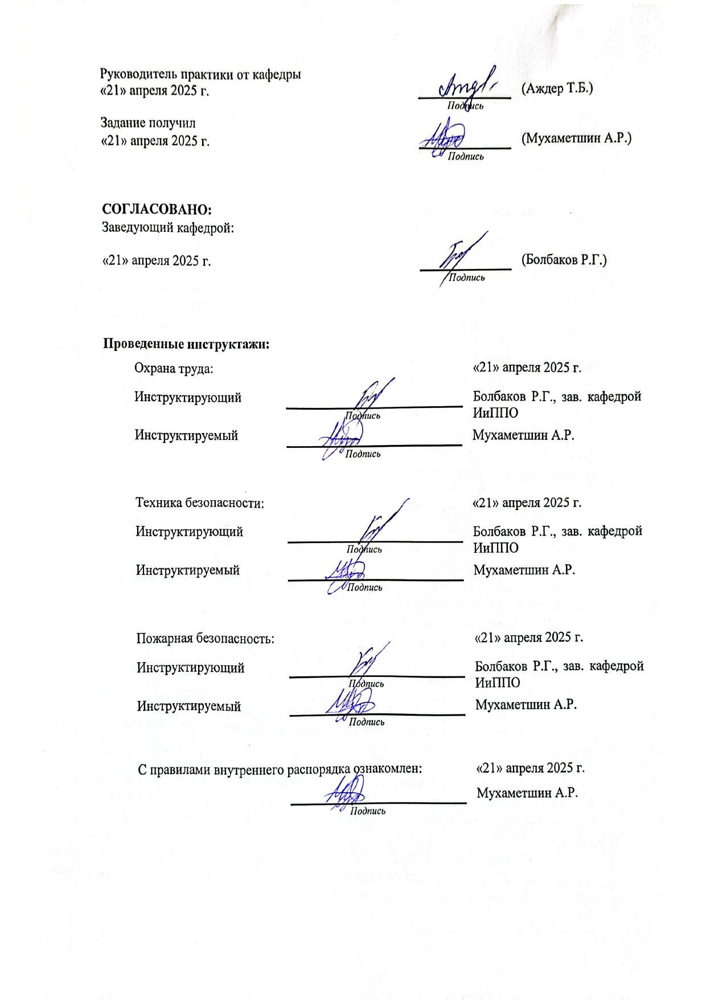 Руководитель практики от кафедры
«21» апреля 2025 г. (Аждер Т.Б.)
Подпись
Задание получил
«21» апреля 2025 г. (Мухаметшин А.Р.)
Подпись
СОГЛАСОВАНО:
Заведующий кафедрой:
«21» апреля 2025 г. (Болбаков Р.Г.)
Подпись
Проведенные инструктажи:
Охрана труда: «21» апреля 2025 г.
Инструктирующий Болбаков Р.Г., зав. кафедрой
Подпись ИиППО
Инструктируемый Мухаметшин А.Р.
Подпись
Техника безопасности: «21» апреля 2025 г.
Инструктирующий Болбаков Р.Г., зав. кафедрой
Подпись ИиППО
Инструктируемый Мухаметшин А.Р.
Подпись
Пожарная безопасность: «21» апреля 2025 г.
Инструктирующий Болбаков Р.Г., зав. кафедрой
Подпись ИиППО
Инструктируемый Мухаметшин А.Р.
Подпись
С правилами внутреннего распорядка ознакомлен: «21» апреля 2025 г.
Мухаметшин А.Р.
Подпись